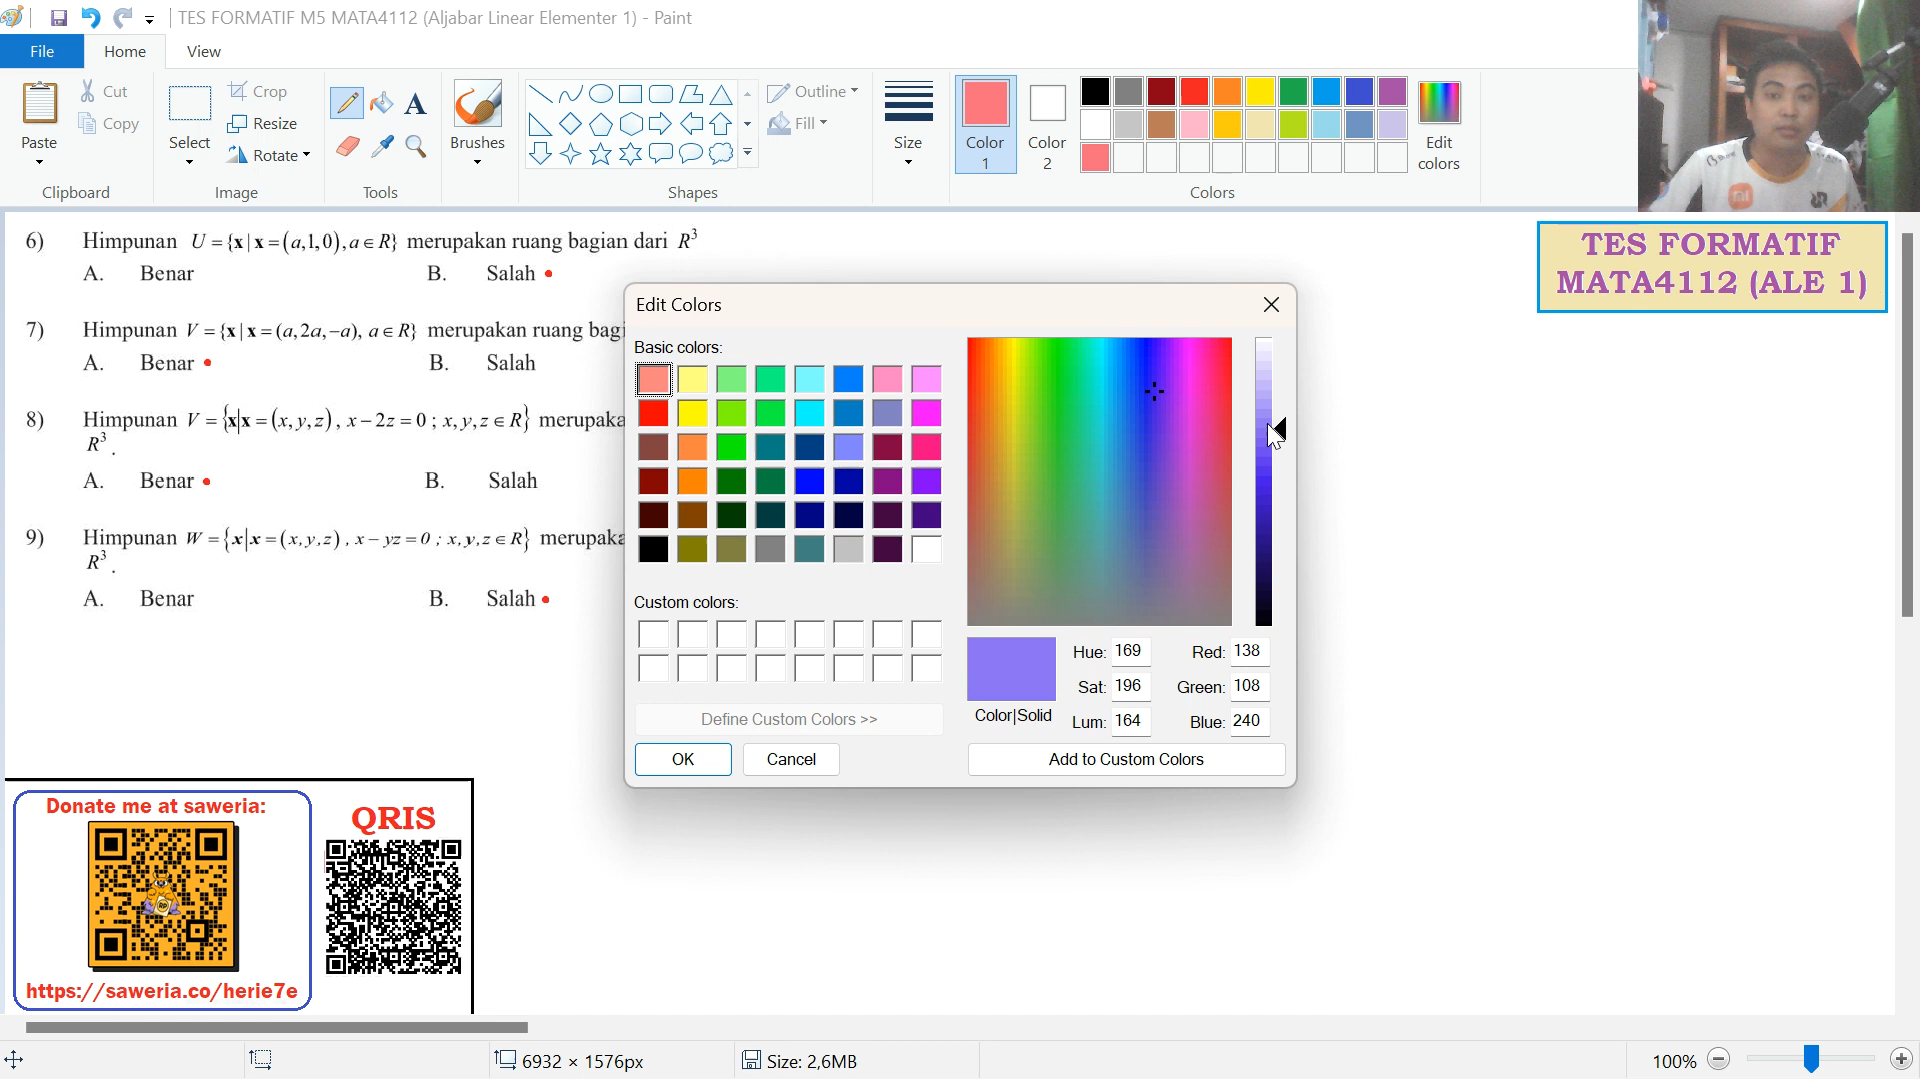 TES FORMATIF M5 MATA4112 (Aljabar Linear Elementer 1) - Paint
File Home View
Paste
Cut
Copy
Clipboard
Select
Crop
Resize
Rotate
Image
Tools
Brushes
Shapes
Outline
Fill
Size
Color 1
Color 2
Edit colors
Colors
TES FORMATIF
MATA4112 (ALE 1)
6) Himpunan U = {x | x = (a,1,0), a ∈ R} merupakan ruang bagian dari R³
A. Benar B. Salah
7) Himpunan V = {x | x = (a, 2a, −a), a ∈ R} merupakan ruang bagi
A. Benar B. Salah
8) Himpunan V = {x|x = (x, y, z), x − 2z = 0 ; x, y, z ∈ R} merupaka
R³.
A. Benar B. Salah
9) Himpunan W = {x|x = (x, y, z), x − yz = 0 ; x, y, z ∈ R} merupaka
R³.
A. Benar B. Salah
Edit Colors
Basic colors:
Custom colors:
Define Custom Colors >>
OK Cancel
Color|Solid
Hue: 169 Red: 138
Sat: 196 Green: 108
Lum: 164 Blue: 240
Add to Custom Colors
Donate me at saweria:
RP
https://saweria.co/herie7e
QRIS
6932 × 1576px
Size: 2,6MB
100%